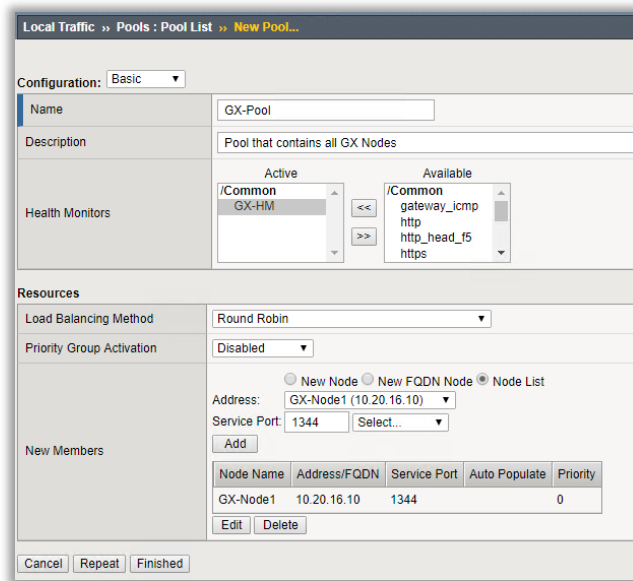 Local Traffic ›› Pools : Pool List ›› New Pool...
Configuration: Basic
Name GX-Pool
Description Pool that contains all GX Nodes
Active Available
/Common /Common
GX-HM << gateway_icmp
http
Health Monitors >> http_head_f5
https
Resources
Load Balancing Method Round Robin
Priority Group Activation Disabled
New Node New FQDN Node Node List
Address: GX-Node1 (10.20.16.10)
Service Port: 1344 Select...
Add
New Members
Node Name Address/FQDN Service Port Auto Populate Priority
GX-Node1 10.20.16.10 1344 0
Edit Delete
Cancel Repeat Finished